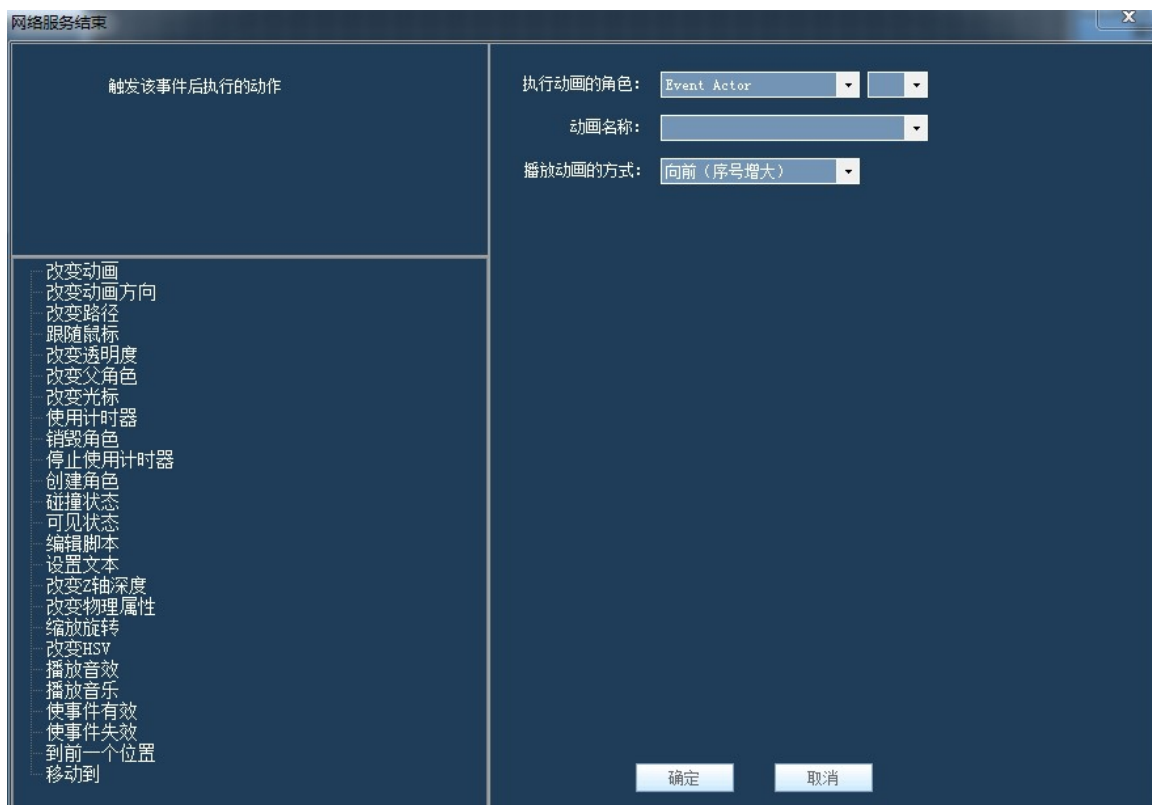 网络服务结束
X
触发该事件后执行的动作
执行动画的角色: Event Actor
动画名称:
播放动画的方式: 向前（序号增大）
改变动画
改变动画方向
改变路径
跟随鼠标
改变透明度
改变父角色
改变光标
使用计时器
销毁角色
停止使用计时器
创建角色
碰撞状态
可见状态
编辑脚本
设置文本
改变Z轴深度
改变物理属性
缩放旋转
改变HSV
播放音效
播放音乐
使事件有效
使事件失效
到前一个位置
移动到
确定 取消